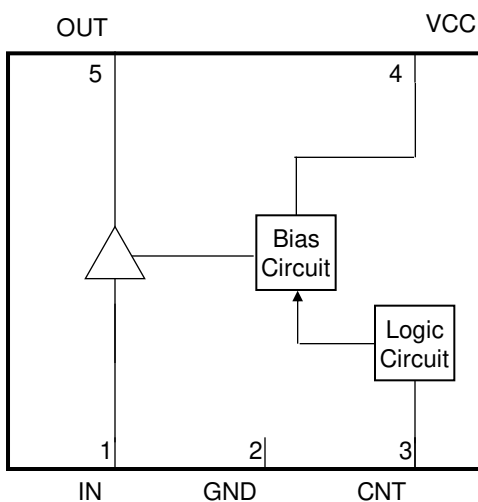 OUT
VCC
5
4
Bias
Circuit
Logic
Circuit
1
2
3
IN
GND
CNT